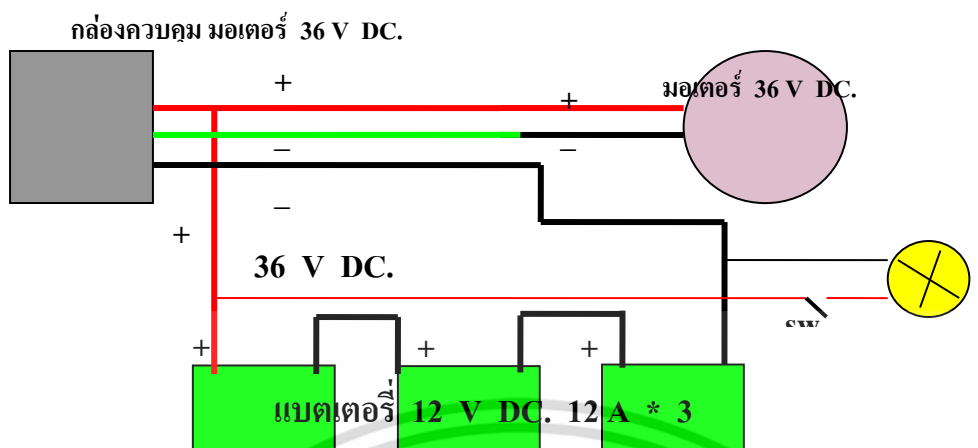 กล่องควบคุม มอเตอร์ 36 V DC.
+
มอเตอร์ 36 V DC.
+
–
–
–
+
36 V DC.
SW
+
+
+
แบตเตอรี่ 12 V DC. 12 A * 3